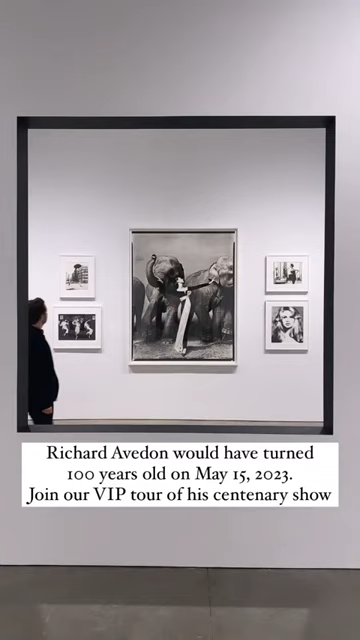 Richard Avedon would have turned
100 years old on May 15, 2023.
Join our VIP tour of his centenary show